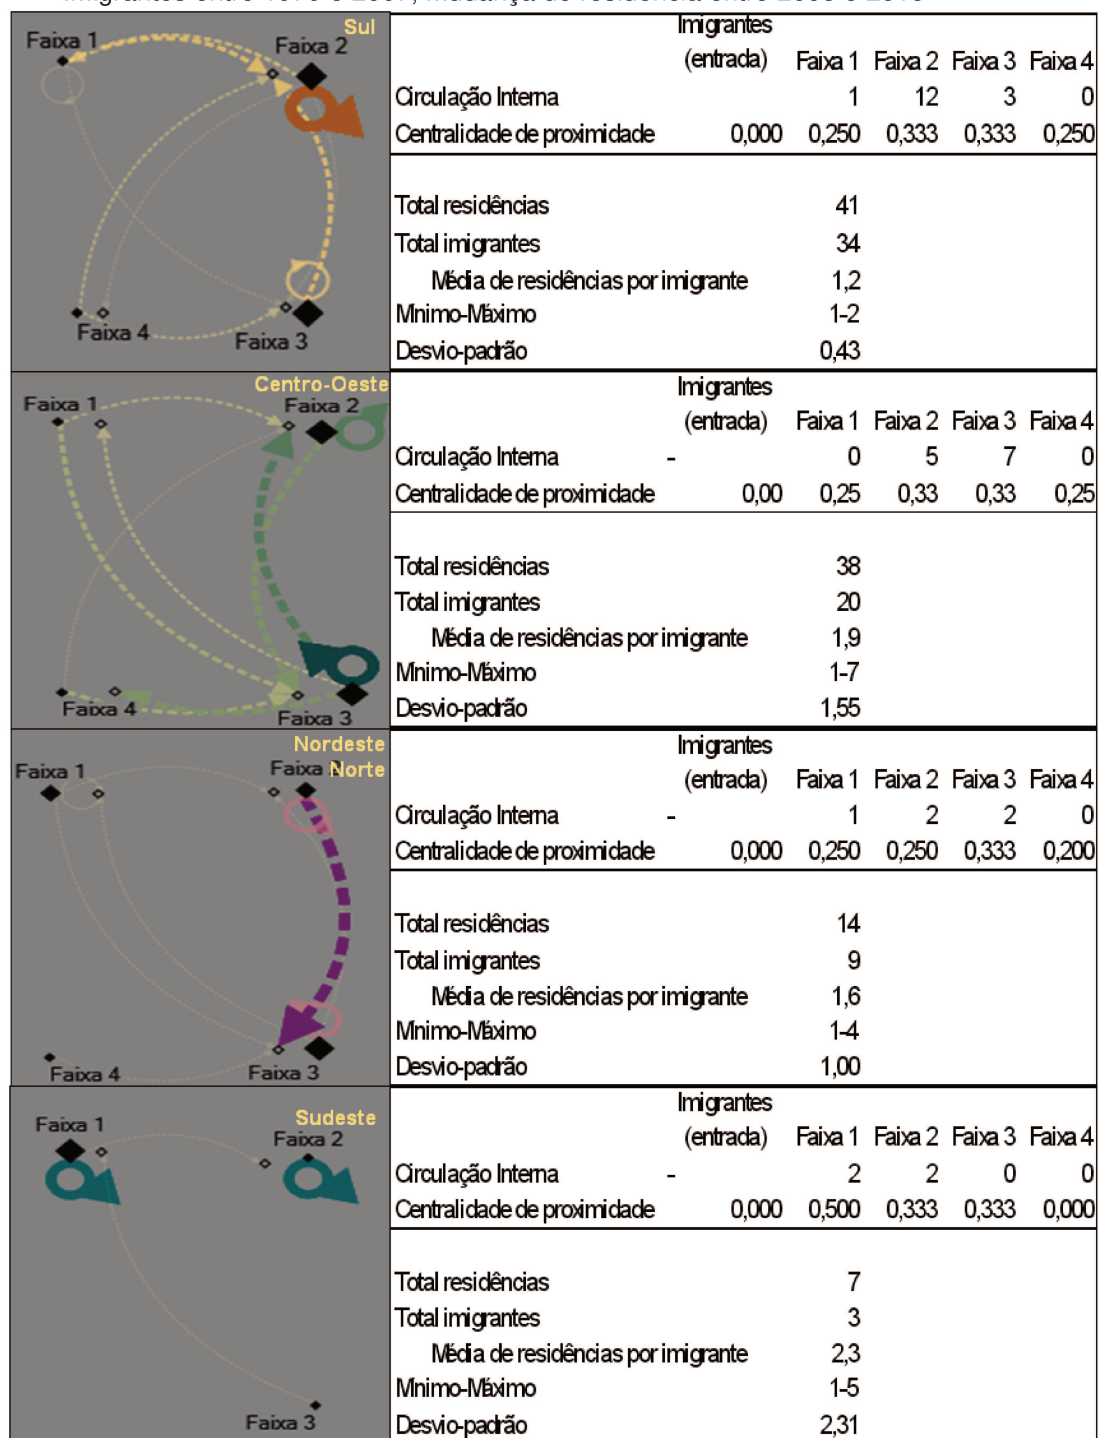 Sul
Faixa 1
Faixa 2
Faixa 4
Faixa 3
Imigrantes
(entrada) Faixa 1 Faixa 2 Faixa 3 Faixa 4
Circulação Interna 1 12 3 0
Centralidade de proximidade 0,000 0,250 0,333 0,333 0,250
Total residências 41
Total imigrantes 34
Média de residências por imigrante 1,2
Mínimo-Máximo 1-2
Desvio-padrão 0,43
Centro-Oeste
Faixa 1
Faixa 2
Faixa 4
Faixa 3
Imigrantes
(entrada) Faixa 1 Faixa 2 Faixa 3 Faixa 4
Circulação Interna - 0 5 7 0
Centralidade de proximidade 0,00 0,25 0,33 0,33 0,25
Total residências 38
Total imigrantes 20
Média de residências por imigrante 1,9
Mínimo-Máximo 1-7
Desvio-padrão 1,55
Nordeste
Norte
Faixa 1
Faixa
Faixa 4
Faixa 3
Imigrantes
(entrada) Faixa 1 Faixa 2 Faixa 3 Faixa 4
Circulação Interna - 1 2 2 0
Centralidade de proximidade 0,000 0,250 0,250 0,333 0,200
Total residências 14
Total imigrantes 9
Média de residências por imigrante 1,6
Mínimo-Máximo 1-4
Desvio-padrão 1,00
Sudeste
Faixa 1
Faixa 2
Faixa 3
Imigrantes
(entrada) Faixa 1 Faixa 2 Faixa 3 Faixa 4
Circulação Interna - 2 2 0 0
Centralidade de proximidade 0,000 0,500 0,333 0,333 0,000
Total residências 7
Total imigrantes 3
Média de residências por imigrante 2,3
Mínimo-Máximo 1-5
Desvio-padrão 2,31